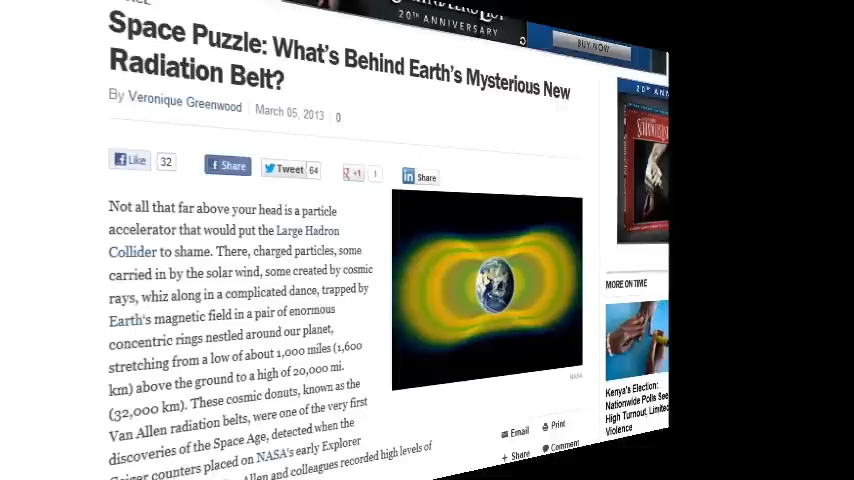 20TH ANNIVERSARY
BUY NOW
Space Puzzle: What's Behind Earth's Mysterious New
Radiation Belt?
By Veronique Greenwood | March 05, 2013 | 0
Like 32
Share
Tweet 64
+1 1
in Share
Not all that far above your head is a particle
accelerator that would put the Large Hadron
Collider to shame. There, charged particles, some
carried in by the solar wind, some created by cosmic
rays, whiz along in a complicated dance, trapped by
Earth's magnetic field in a pair of enormous
concentric rings nestled around our planet,
stretching from a low of about 1,000 miles (1,600
km) above the ground to a high of 20,000 mi.
(32,000 km). These cosmic donuts, known as the
Van Allen radiation belts, were one of the very first
discoveries of the Space Age, detected when the
Geiger counters placed on NASA's early Explorer
Allen and colleagues recorded high levels of
NASA
Email
Print
+ Share
Comment
20TH ANN
MORE ON TIME
Kenya's Election:
Nationwide Polls See
High Turnout, Limited
Violence